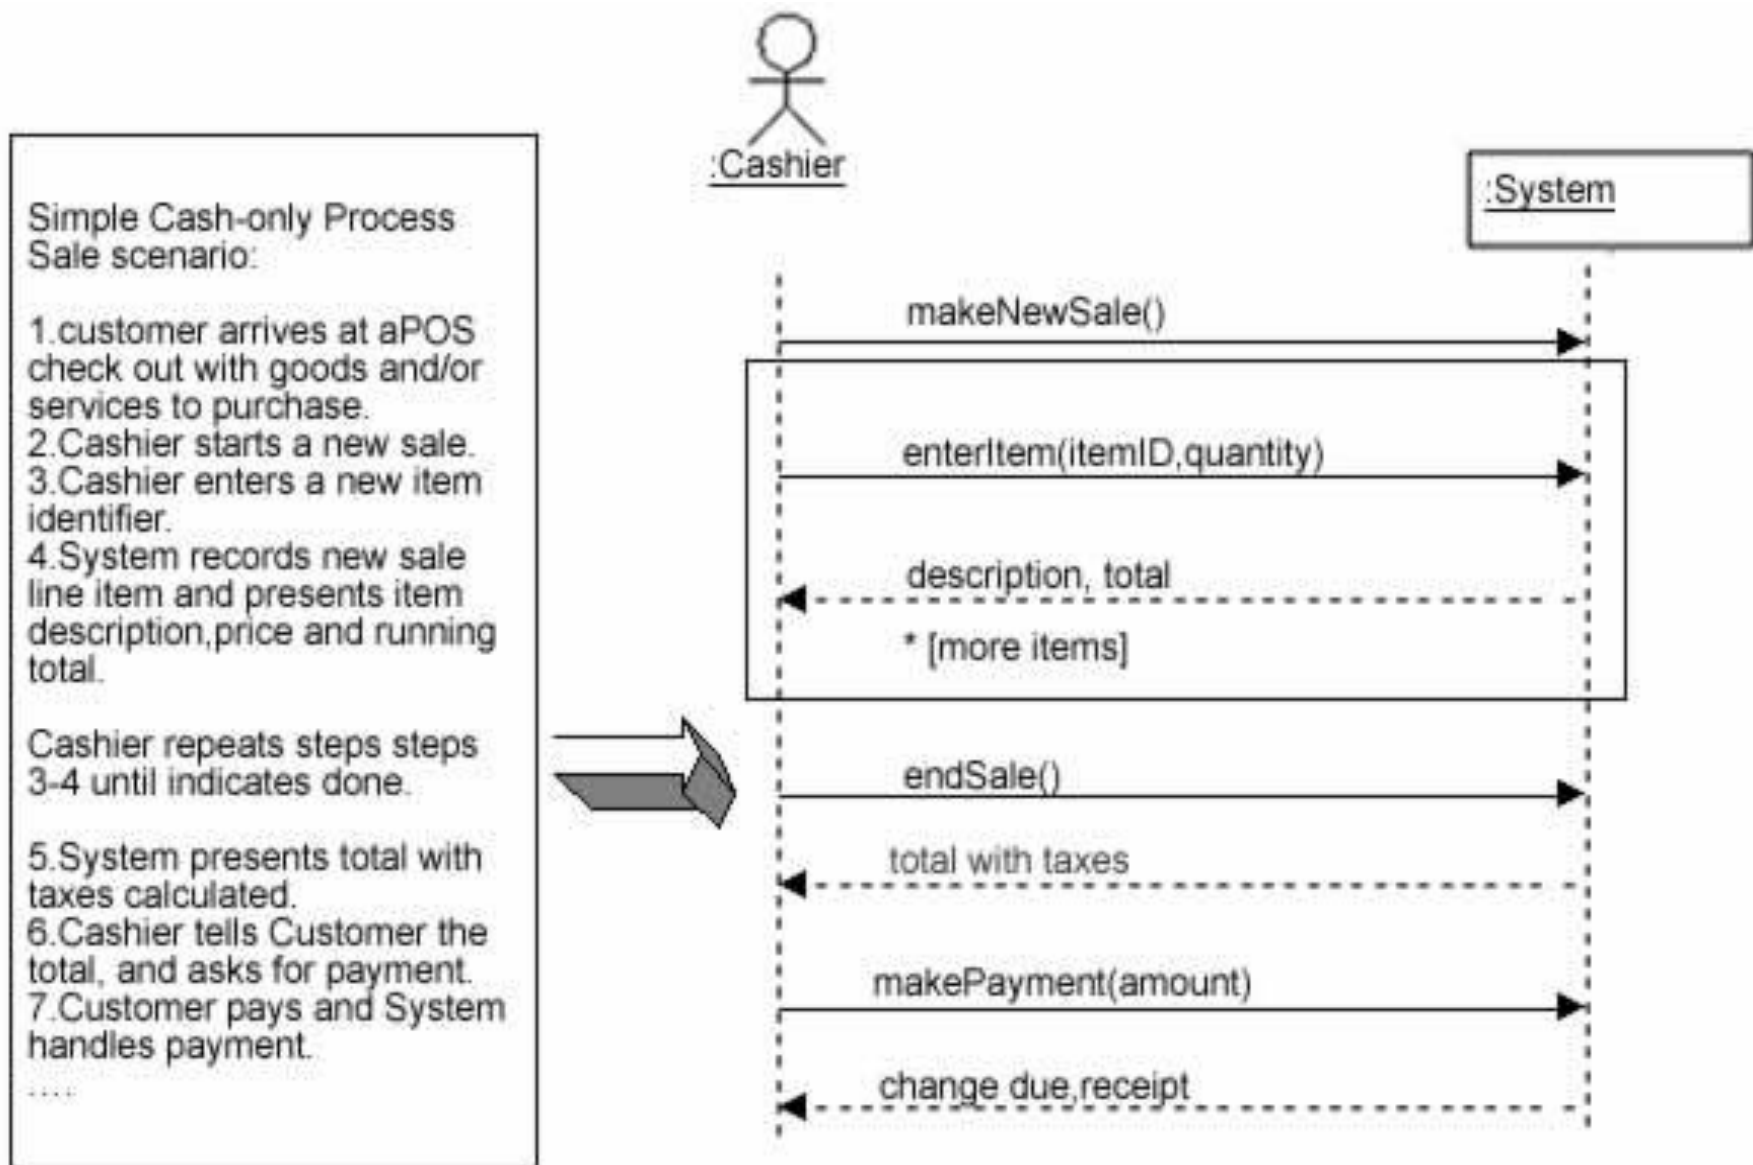 :Cashier
:System
Simple Cash-only Process
Sale scenario:
1.customer arrives at aPOS
check out with goods and/or
services to purchase.
2.Cashier starts a new sale.
3.Cashier enters a new item
identifier.
4.System records new sale
line item and presents item
description,price and running
total.
Cashier repeats steps steps
3-4 until indicates done.
5.System presents total with
taxes calculated.
6.Cashier tells Customer the
total, and asks for payment.
7.Customer pays and System
handles payment.
....
makeNewSale()
enterItem(itemID,quantity)
description, total
* [more items]
endSale()
total with taxes
makePayment(amount)
change due,receipt